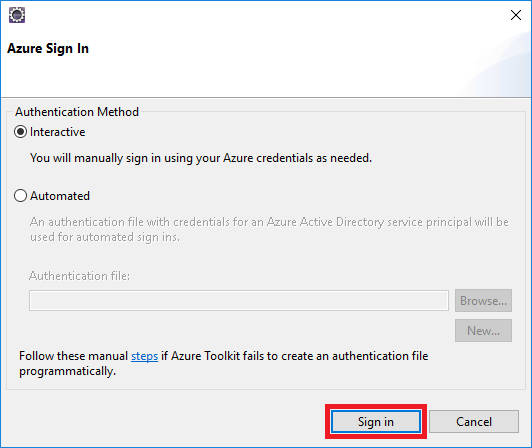 Azure Sign In
Authentication Method
Interactive
You will manually sign in using your Azure credentials as needed.
Automated
An authentication file with credentials for an Azure Active Directory service principal will be
used for automated sign ins.
Authentication file:
Browse...
New...
Follow these manual steps if Azure Toolkit fails to create an authentication file
programmatically.
Sign in
Cancel